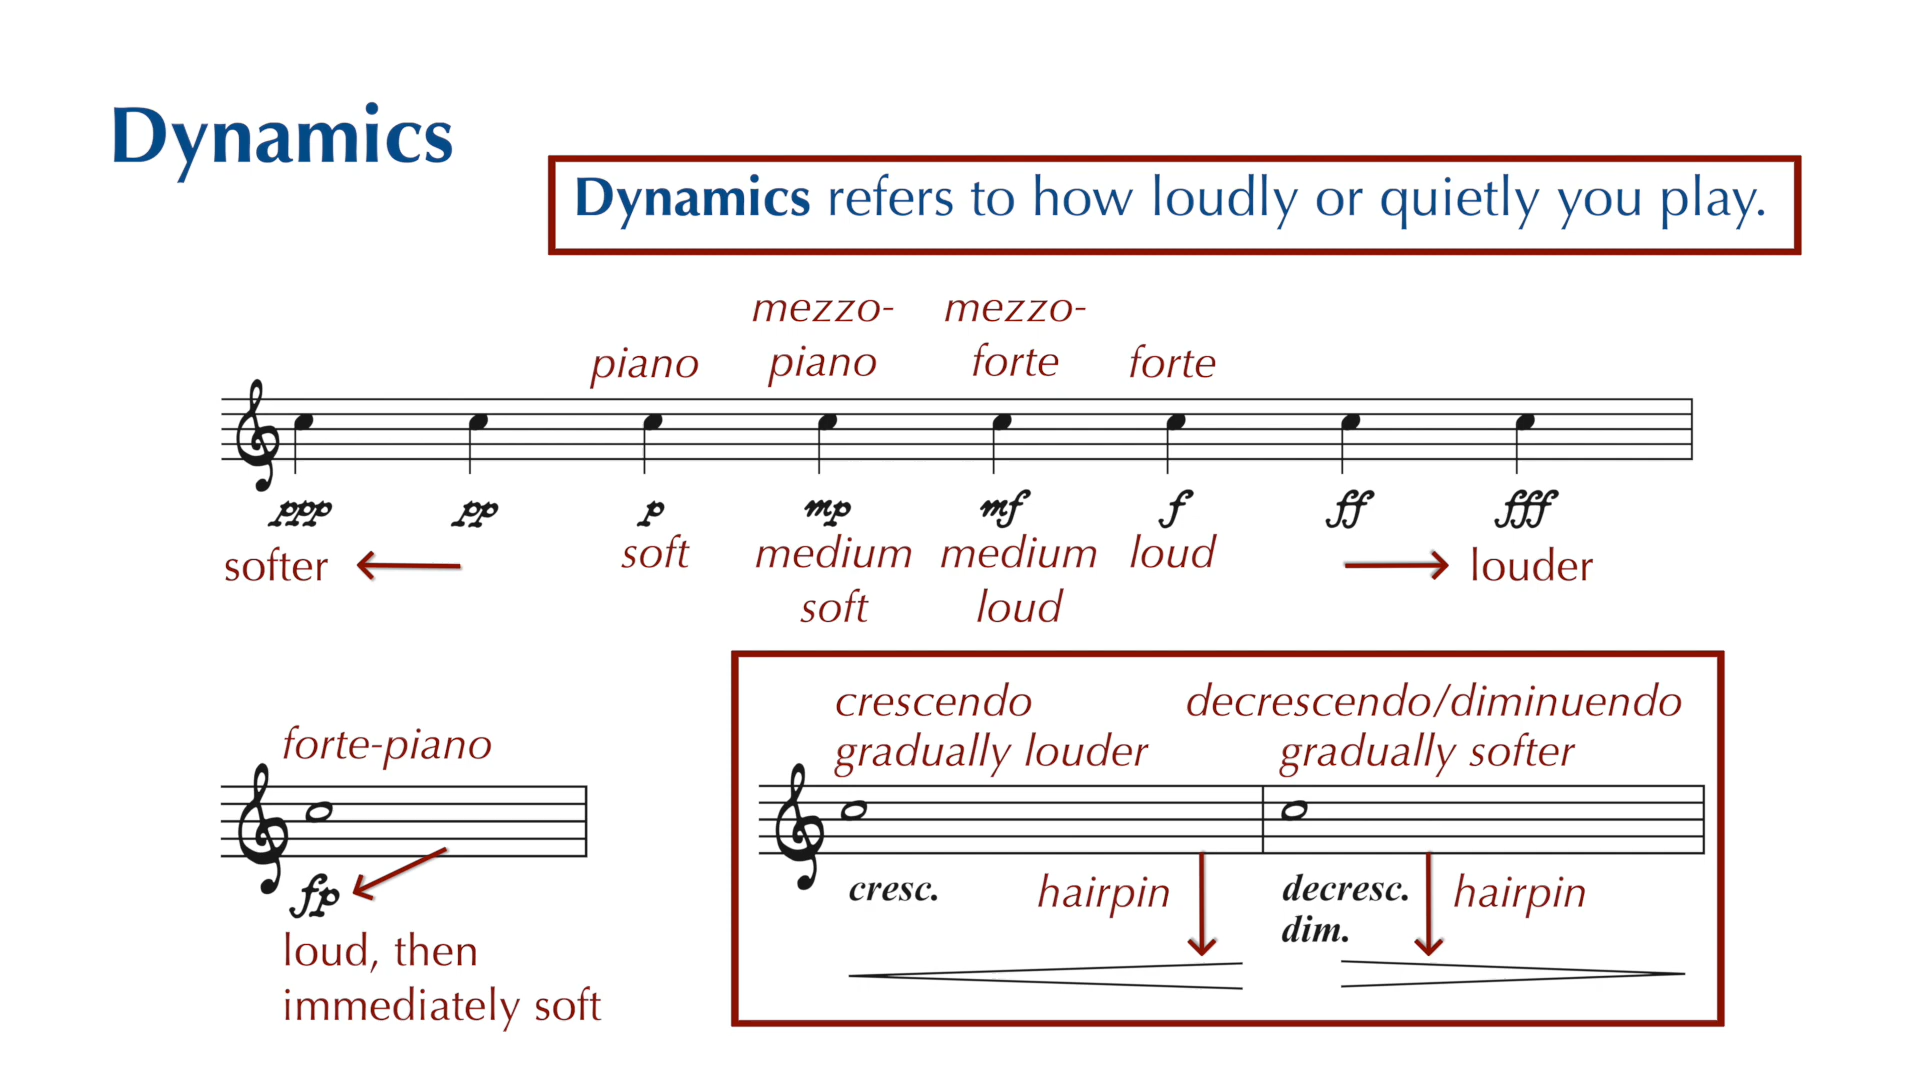 Dynamics
Dynamics refers to how loudly or quietly you play.
mezzo- mezzo-
piano piano forte forte
ppp pp p mp mf f ff fff
softer soft medium medium loud louder
soft loud
forte-piano
fp
loud, then
immediately soft
crescendo decrescendo/diminuendo
gradually louder gradually softer
cresc. hairpin decresc. hairpin
dim.